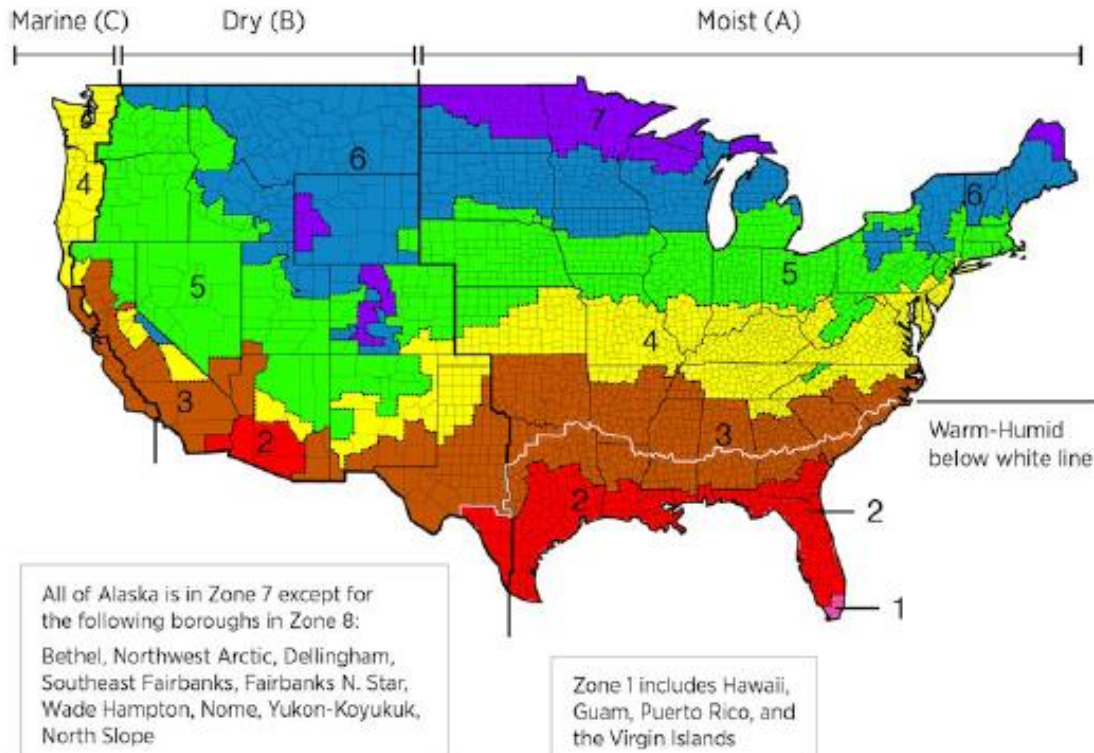 Marine (C)
Dry (B)
Moist (A)
7
6
4
6
5
5
4
3
3
2
Warm-Humid
below white line
2
2
1
All of Alaska is in Zone 7 except for
the following boroughs in Zone 8:
Bethel, Northwest Arctic, Dellingham,
Southeast Fairbanks, Fairbanks N. Star,
Wade Hampton, Nome, Yukon-Koyukuk,
North Slope
Zone 1 includes Hawaii,
Guam, Puerto Rico, and
the Virgin Islands